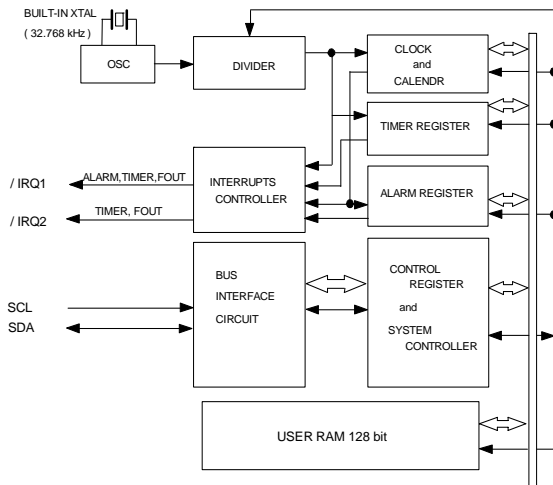 BUILT-IN XTAL
( 32.768 kHz )
OSC
DIVIDER
CLOCK
and
CALENDR
TIMER REGISTER
/ IRQ1
ALARM,TIMER,FOUT
INTERRUPTS
CONTROLLER
ALARM REGISTER
/ IRQ2
TIMER, FOUT
BUS
INTERFACE
CIRCUIT
CONTROL
REGISTER
and
SYSTEM
CONTROLLER
SCL
SDA
USER RAM 128 bit